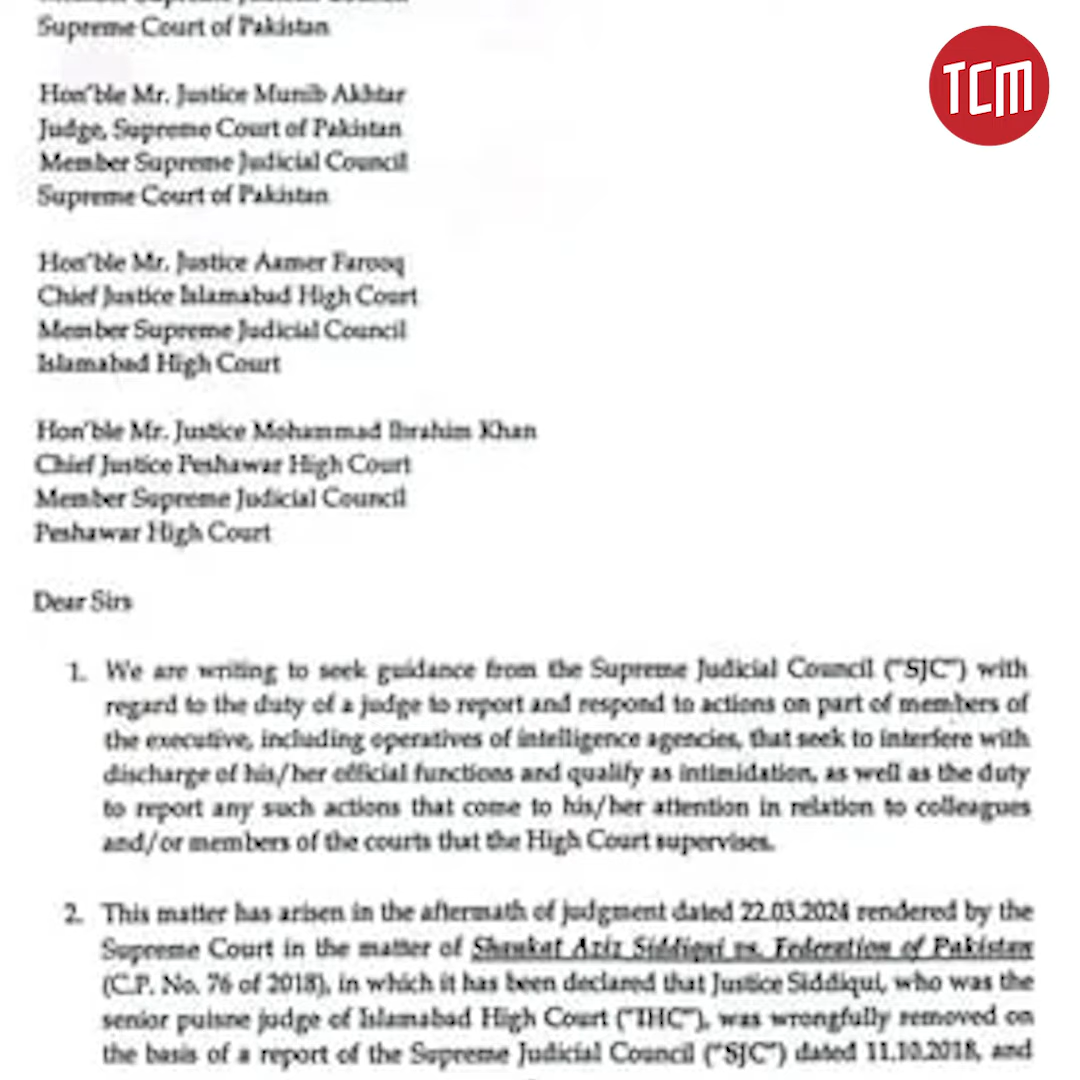 Supreme Court of Pakistan
TCM
Hon'ble Mr. Justice Munib Akhtar
Judge, Supreme Court of Pakistan
Member Supreme Judicial Council
Supreme Court of Pakistan
Hon'ble Mr. Justice Aamer Farooq
Chief Justice Islamabad High Court
Member Supreme Judicial Council
Islamabad High Court
Hon'ble Mr. Justice Mohammad Ibrahim Khan
Chief Justice Peshawar High Court
Member Supreme Judicial Council
Peshawar High Court
Dear Sirs
1. We are writing to seek guidance from the Supreme Judicial Council ("SJC") with
regard to the duty of a judge to report and respond to actions on part of members of
the executive, including operatives of intelligence agencies, that seek to interfere with
discharge of his/her official functions and qualify as intimidation, as well as the duty
to report any such actions that come to his/her attention in relation to colleagues
and/or members of the courts that the High Court supervises.
2. This matter has arisen in the aftermath of judgment dated 22.03.2024 rendered by the
Supreme Court in the matter of Shaukat Aziz Siddiqui vs. Federation of Pakistan
(C.P. No. 76 of 2018), in which it has been declared that Justice Siddiqui, who was the
senior puisne judge of Islamabad High Court ("IHC"), was wrongfully removed on
the basis of a report of the Supreme Judicial Council ("SJC") dated 11.10.2018, and